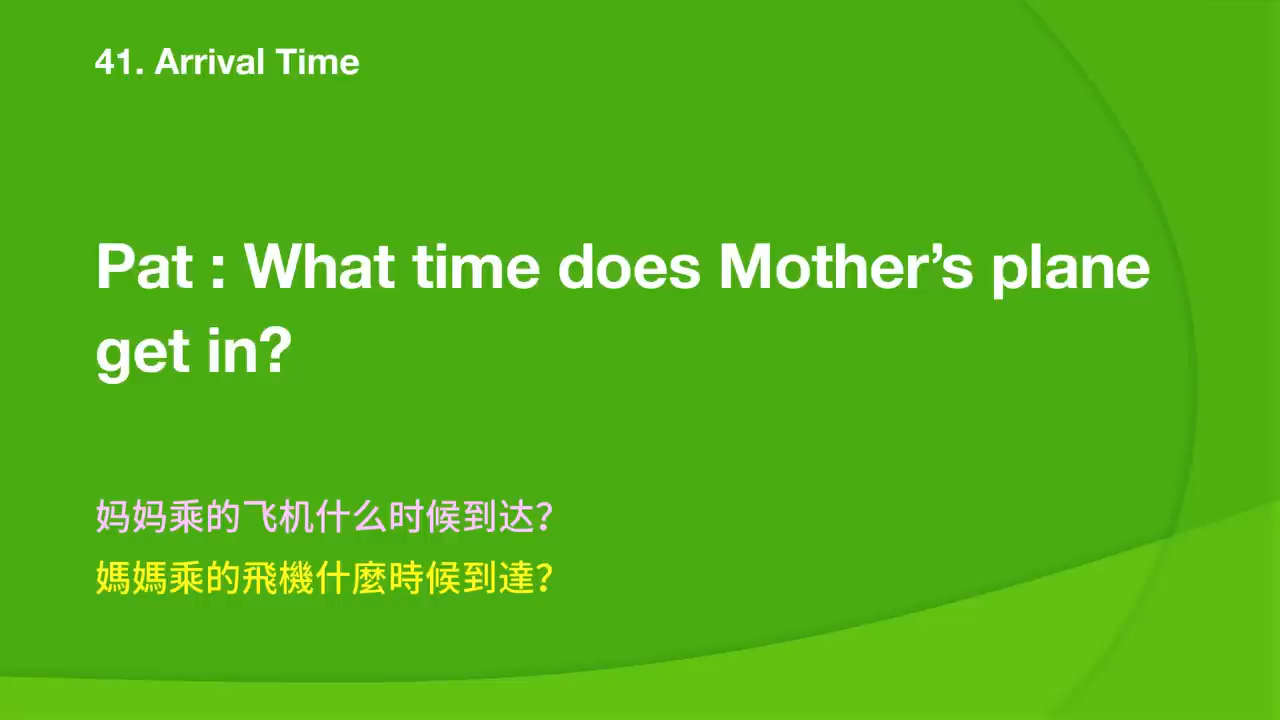 41. Arrival Time
Pat : What time does Mother’s plane
get in?
妈妈乘的飞机什么时候到达?
媽媽乘的飛機什麼時候到達?